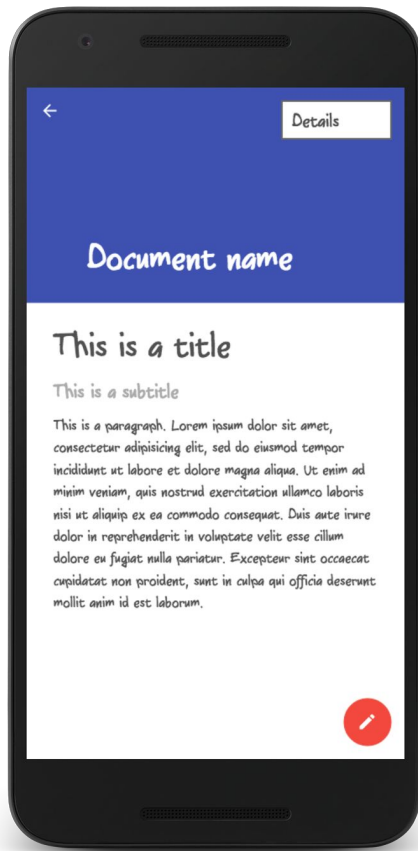 Details
Document name
This is a title
This is a subtitle
This is a paragraph. Lorem ipsum dolor sit amet,
consectetur adipisicing elit, sed do eiusmod tempor
incididunt ut labore et dolore magna aliqua. Ut enim ad
minim veniam, quis nostrud exercitation ullamco laboris
nisi ut aliquip ex ea commodo consequat. Duis aute irure
dolor in reprehenderit in voluptate velit esse cillum
dolore eu fugiat nulla pariatur. Excepteur sint occaecat
cupidatat non proident, sunt in culpa qui officia deserunt
mollit anim id est laborum.